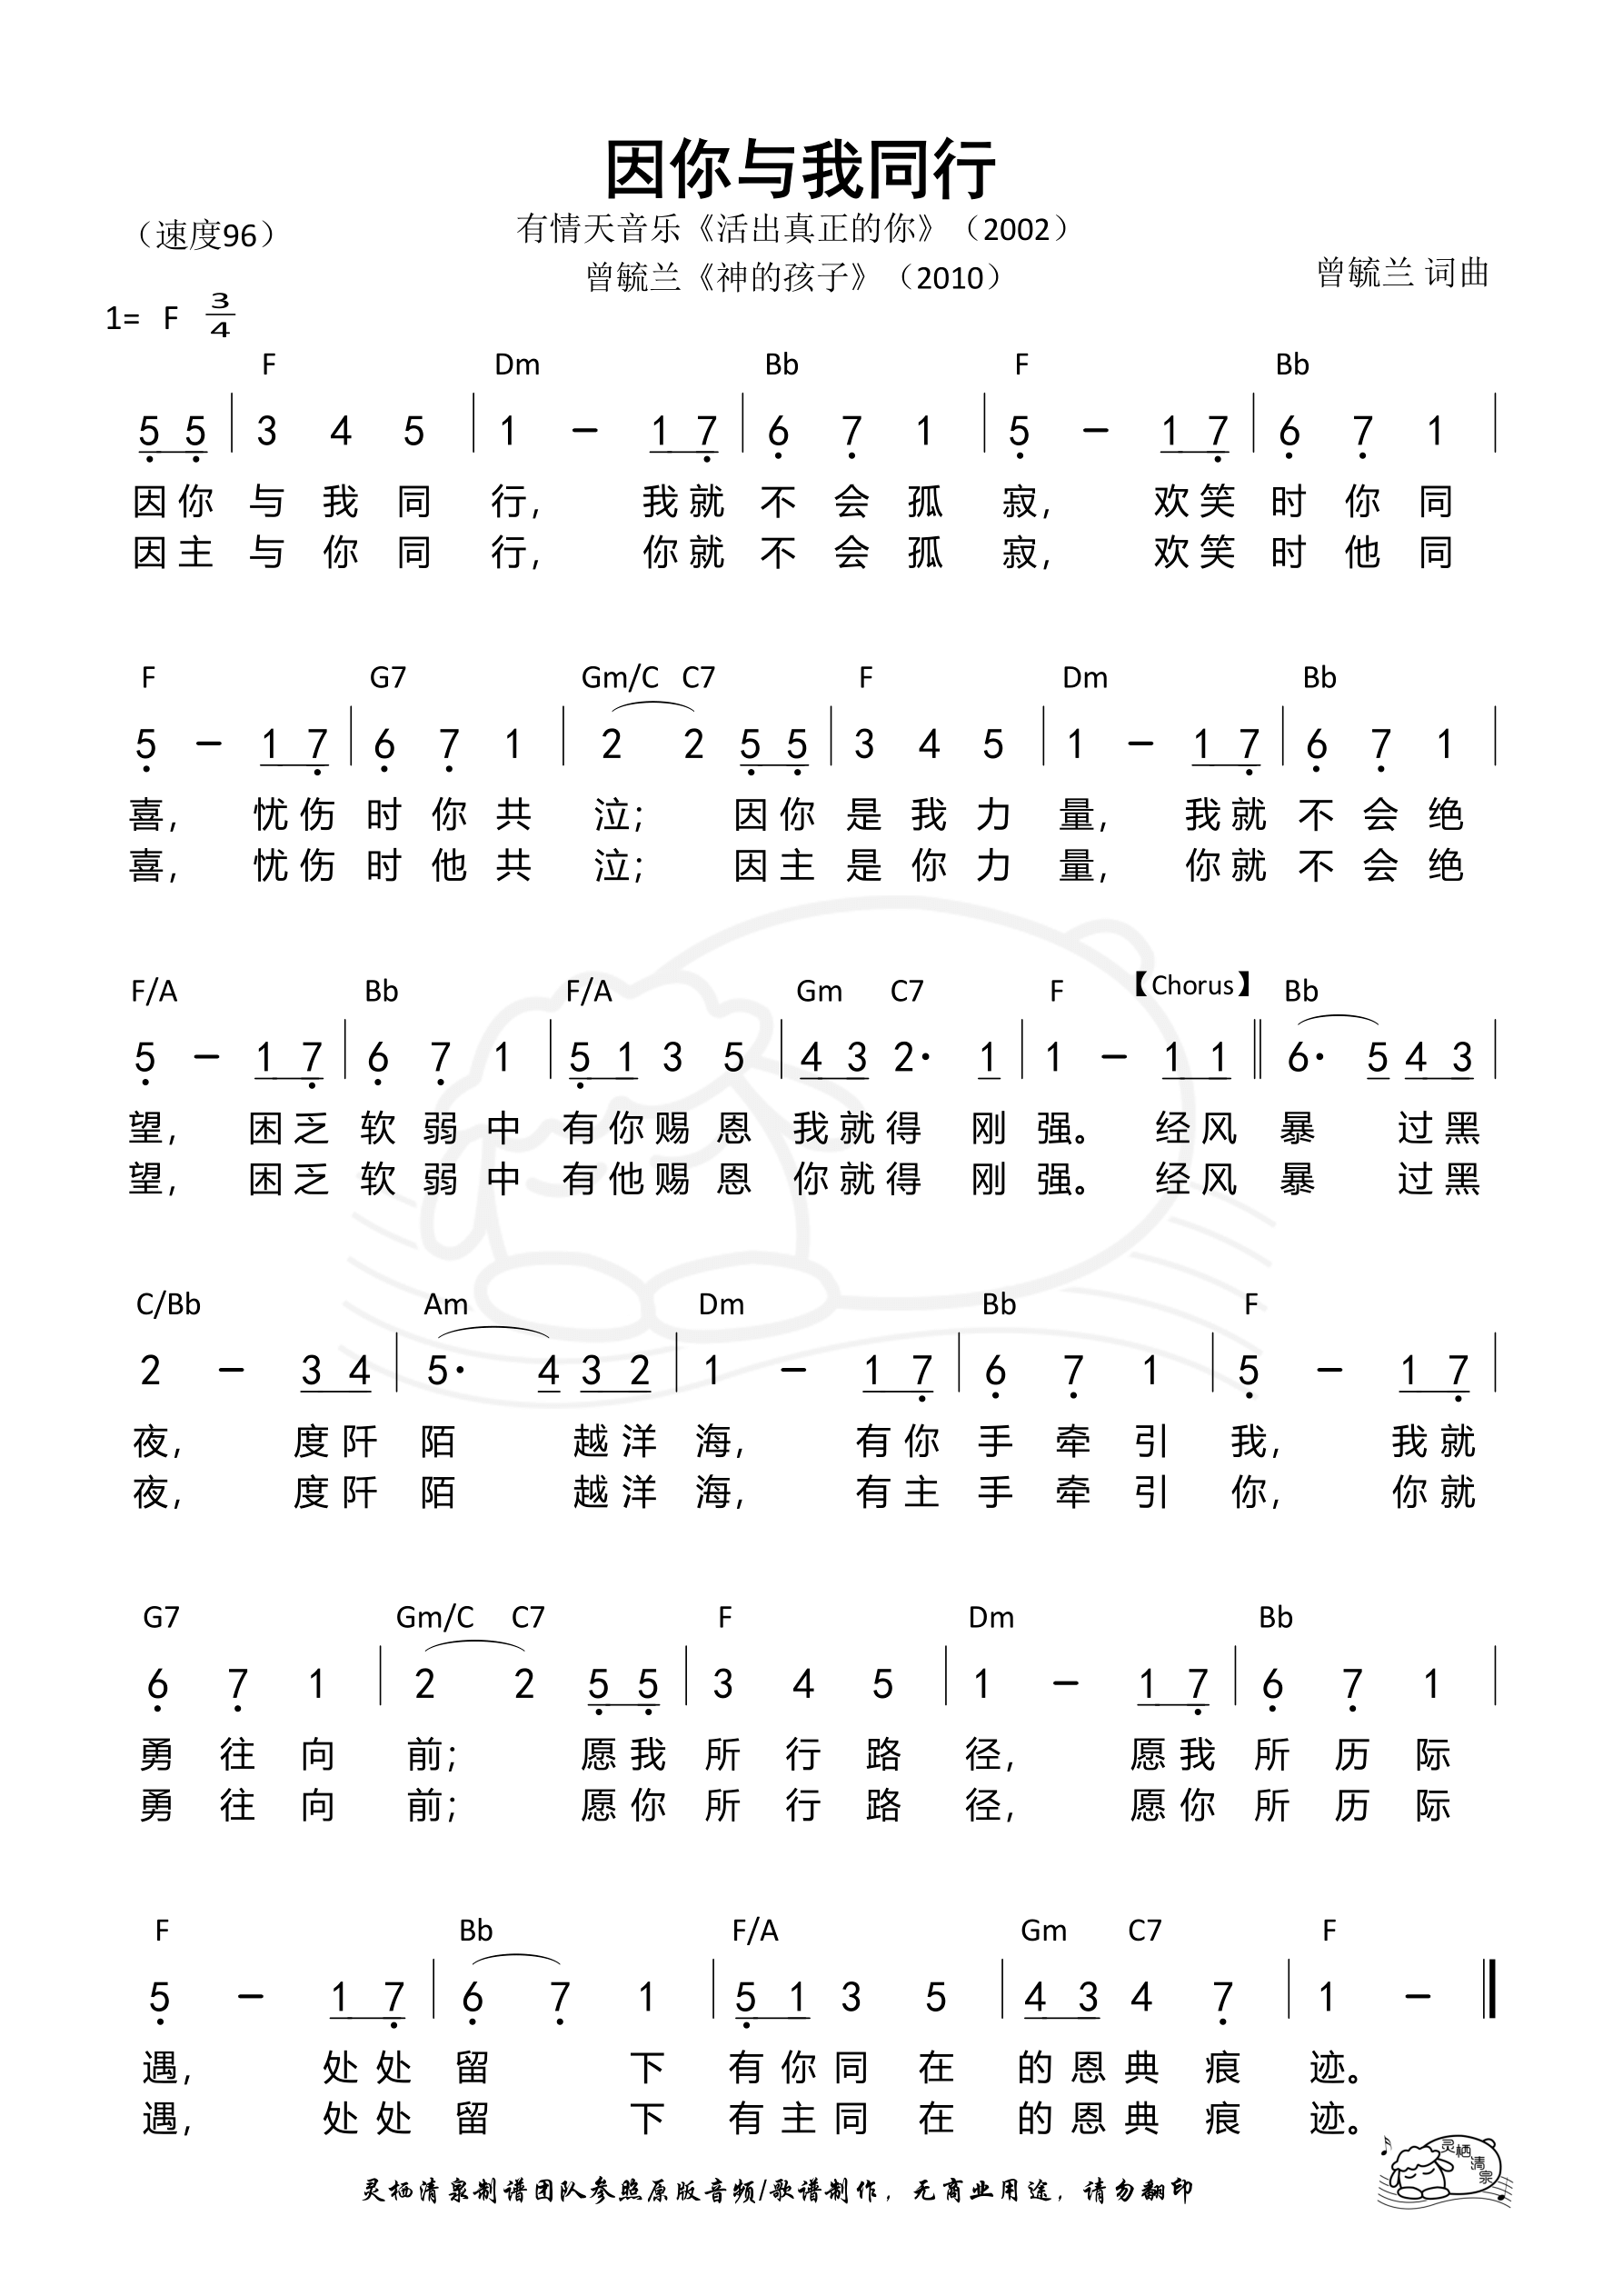 因你与我同行
有情天音乐《活出真正的你》（2002）
（速度96）
曾毓兰《神的孩子》（2010）
曾毓兰 词曲
1= F 3/4
F Dm Bb F Bb
5 5 | 3 4 5 | 1 – 1 7 | 6 7 1 | 5 – 1 7 | 6 7 1 |
因你 与 我 同 行， 我就 不 会 孤 寂， 欢笑 时 你 同
因主 与 你 同 行， 你就 不 会 孤 寂， 欢笑 时 他 同
F G7 Gm/C C7 F Dm Bb
5 – 1 7 | 6 7 1 | 2 2 5 5 | 3 4 5 | 1 – 1 7 | 6 7 1 |
喜， 忧伤 时 你 共 泣； 因你 是 我 力 量， 我就 不 会 绝
喜， 忧伤 时 他 共 泣； 因主 是 你 力 量， 你就 不 会 绝
F/A Bb F/A Gm C7 F 【Chorus】 Bb
5 – 1 7 | 6 7 1 | 5 1 3 5 | 4 3 2· 1 | 1 – 1 1 || 6· 5 4 3 |
望， 困乏 软 弱 中 有你赐 恩 我就得 刚 强。 经风 暴 过黑
望， 困乏 软 弱 中 有他赐 恩 你就得 刚 强。 经风 暴 过黑
C/Bb Am Dm Bb F
2 – 3 4 | 5· 4 3 2 | 1 – 1 7 | 6 7 1 | 5 – 1 7 |
夜， 度阡 陌 越洋 海， 有你 手 牵 引 我， 我就
夜， 度阡 陌 越洋 海， 有主 手 牵 引 你， 你就
G7 Gm/C C7 F Dm Bb
6 7 1 | 2 2 5 5 | 3 4 5 | 1 – 1 7 | 6 7 1 |
勇 往 向 前； 愿我 所 行 路 径， 愿我 所 历 际
勇 往 向 前； 愿你 所 行 路 径， 愿你 所 历 际
F Bb F/A Gm C7 F
5 – 1 7 | 6 7 1 | 5 1 3 5 | 4 3 4 7 | 1 – ||
遇， 处处 留 下 有你同 在 的恩典 痕 迹。
遇， 处处 留 下 有主同 在 的恩典 痕 迹。
灵栖清泉制谱团队参照原版音频/歌谱制作，无商业用途，请勿翻印
灵栖清泉